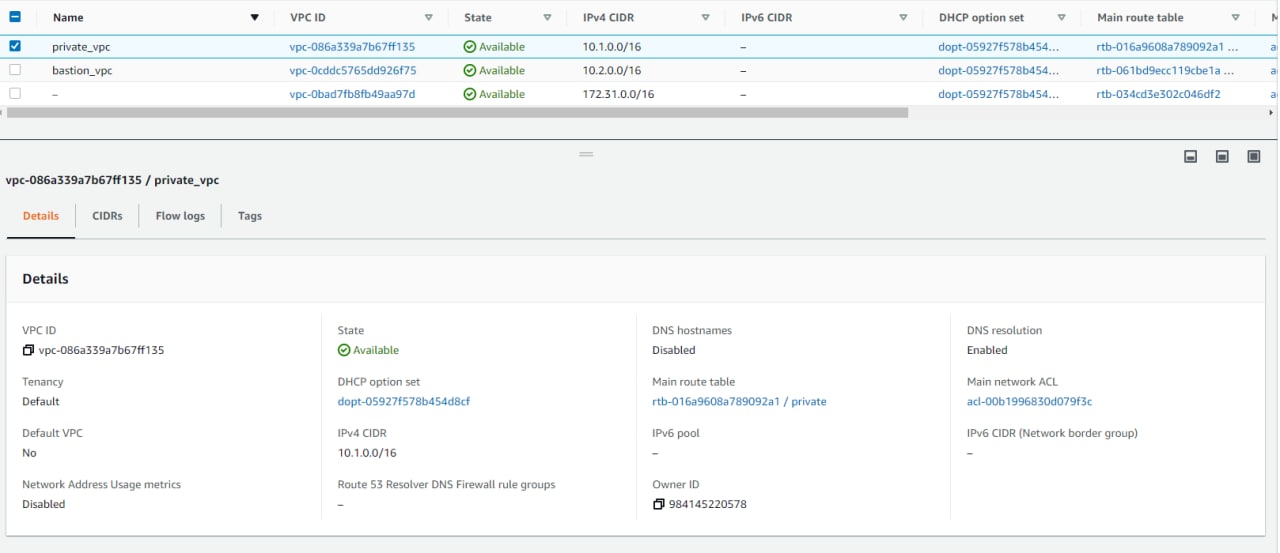 Name VPC ID State IPv4 CIDR IPv6 CIDR DHCP option set Main route table
private_vpc vpc-086a339a7b67ff135 Available 10.1.0.0/16 – dopt-05927f578b454... rtb-016a9608a789092a1 ...
bastion_vpc vpc-0cddc5765dd926f75 Available 10.2.0.0/16 – dopt-05927f578b454... rtb-061bd9ecc119cbe1a ...
– vpc-0bad7fb8fb49aa97d Available 172.31.0.0/16 – dopt-05927f578b454... rtb-034cd3e302c046df2
vpc-086a339a7b67ff135 / private_vpc
Details CIDRs Flow logs Tags
Details
VPC ID State DNS hostnames DNS resolution
vpc-086a339a7b67ff135 Available Disabled Enabled
Tenancy DHCP option set Main route table Main network ACL
Default dopt-05927f578b454d8cf rtb-016a9608a789092a1 / private acl-00b1996830d079f3c
Default VPC IPv4 CIDR IPv6 pool IPv6 CIDR (Network border group)
No 10.1.0.0/16 – –
Network Address Usage metrics Route 53 Resolver DNS Firewall rule groups Owner ID
Disabled – 984145220578